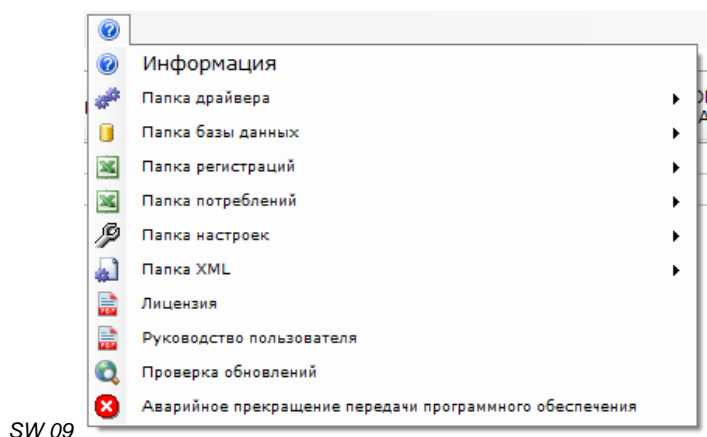 Информация
Папка драйвера
Папка базы данных
Папка регистраций
Папка потреблений
Папка настроек
Папка XML
Лицензия
Руководство пользователя
Проверка обновлений
Аварийное прекращение передачи программного обеспечения
SW 09